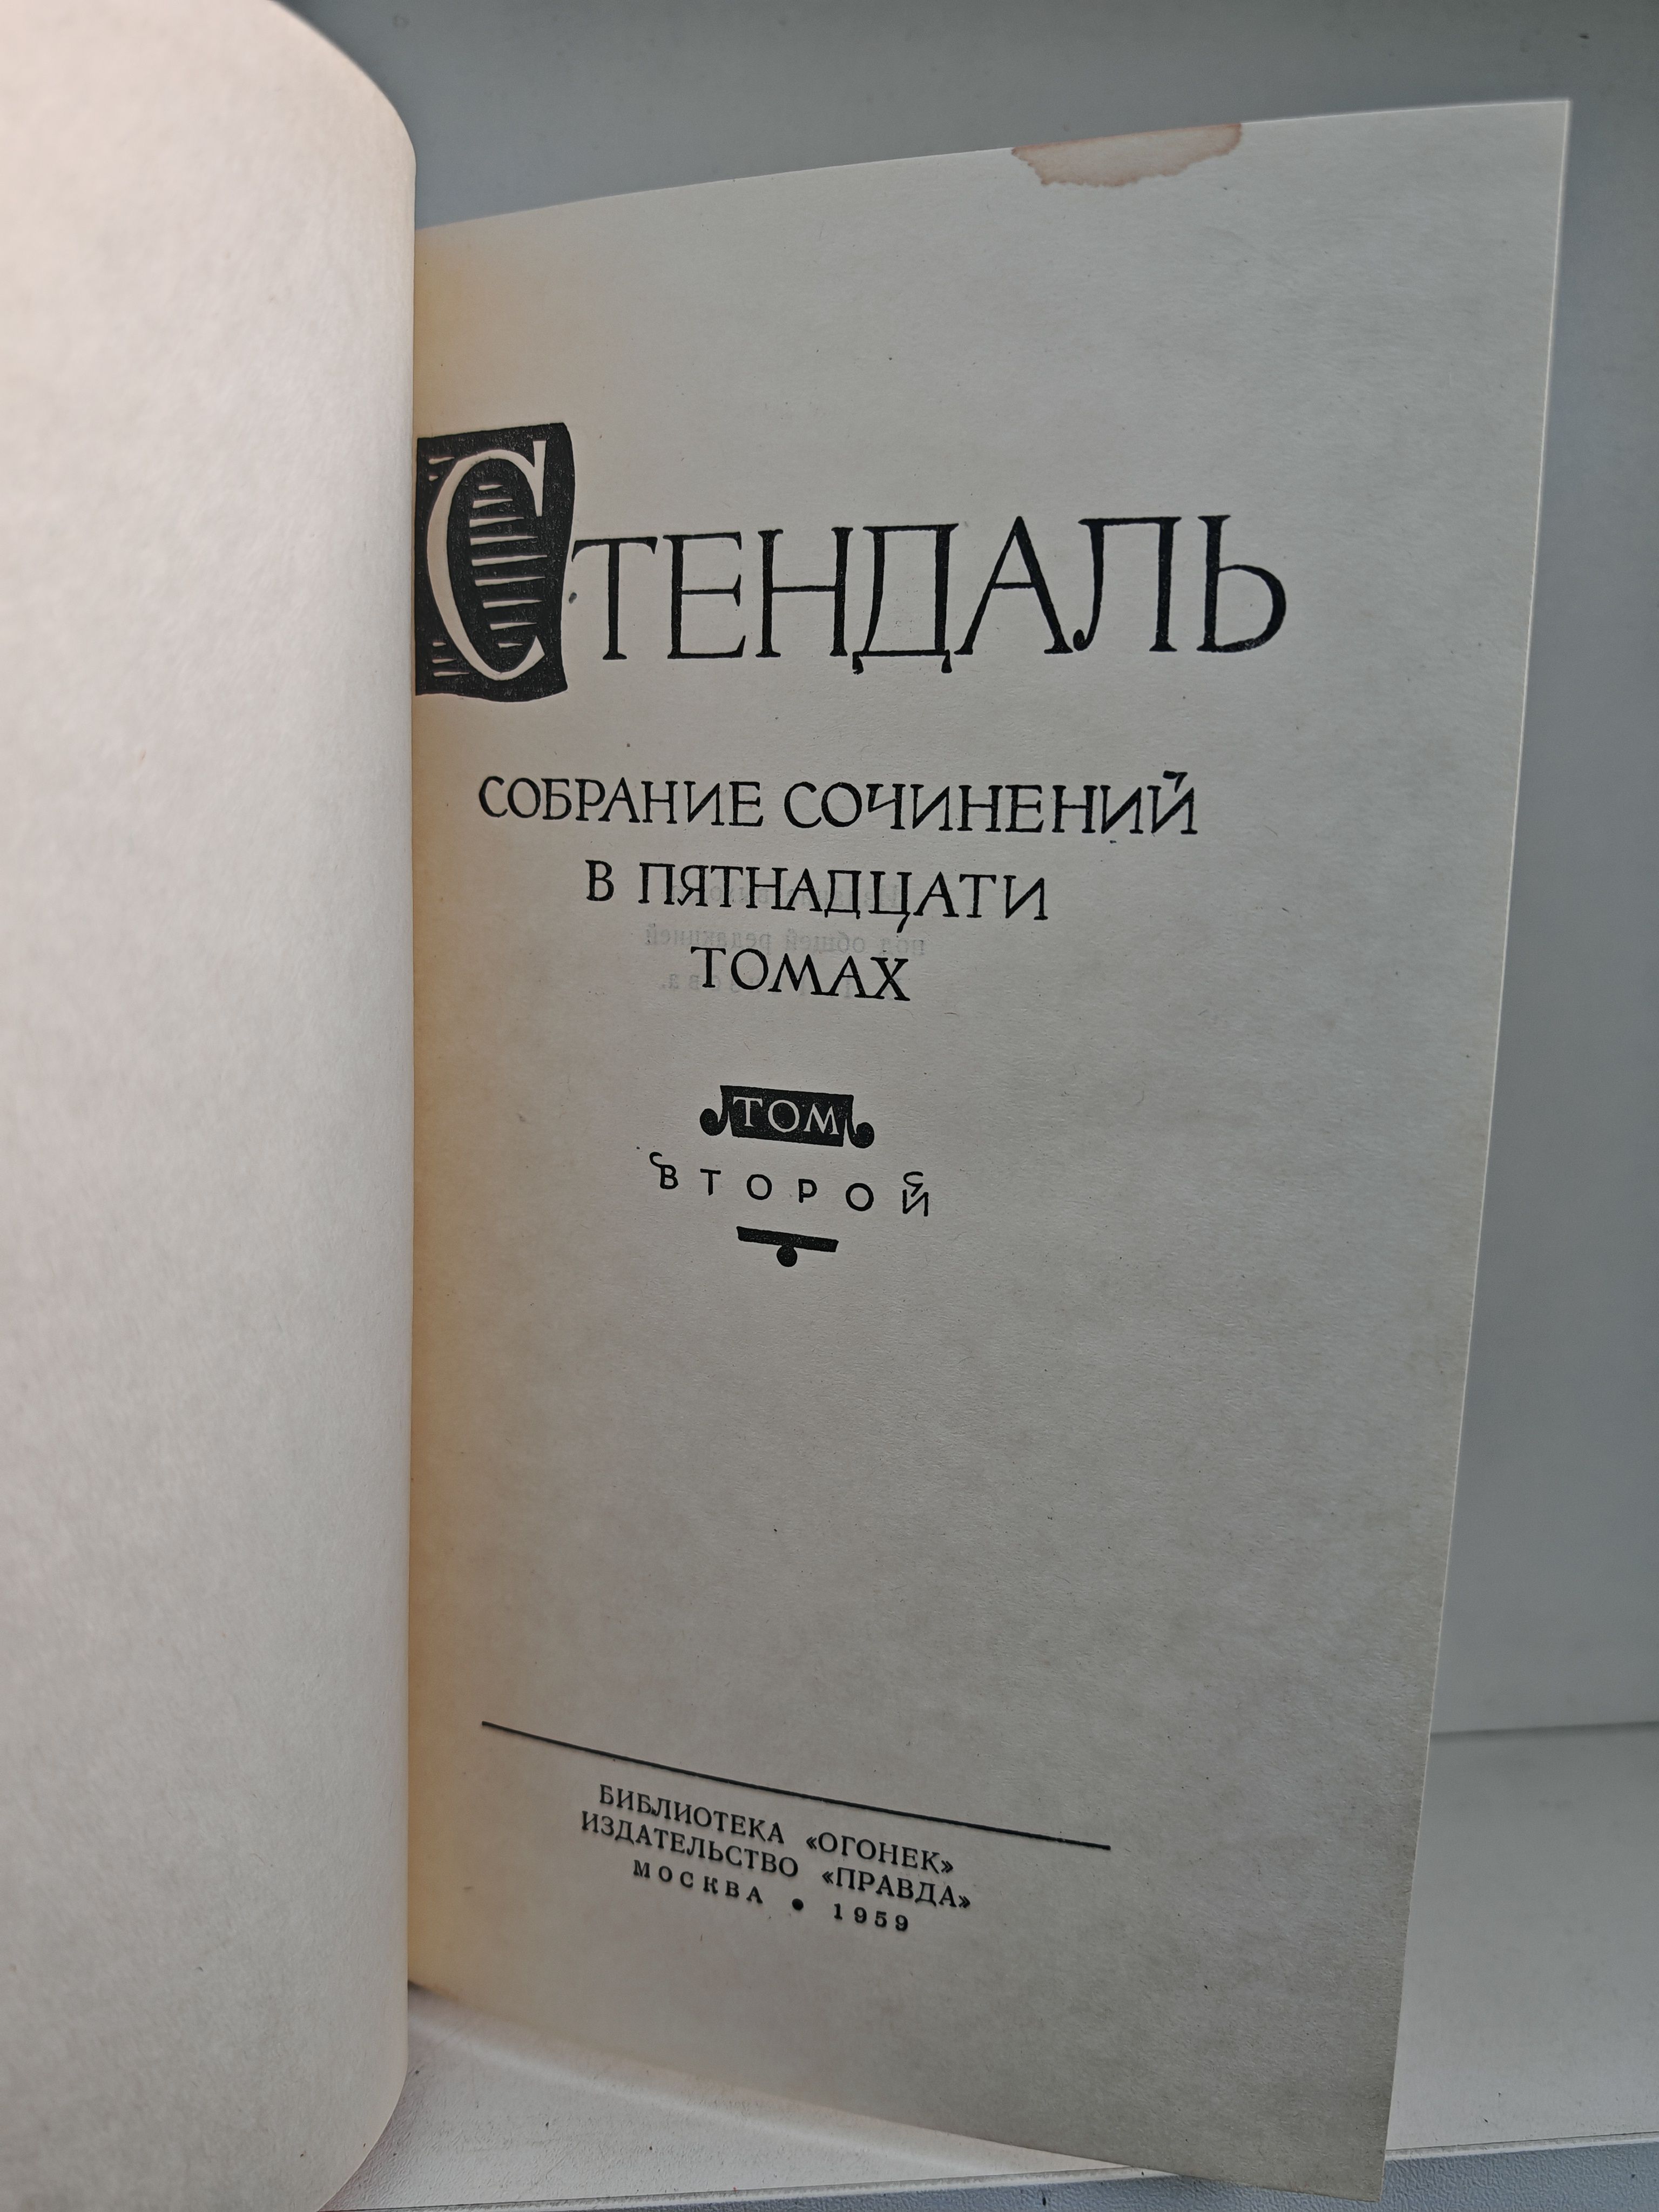 СТЕНДАЛЬ
СОБРАНИЕ СОЧИНЕНИЙ
В ПЯТНАДЦАТИ
ТОМАХ
ТОМ
ВТОРОЙ
БИБЛИОТЕКА «ОГОНЕК»
ИЗДАТЕЛЬСТВО «ПРАВДА»
МОСКВА • 1959